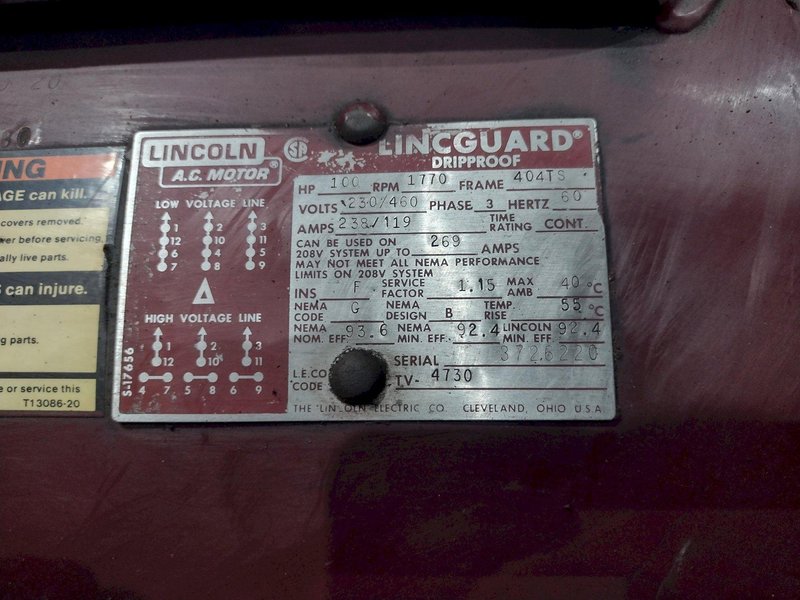 NG
AGE can kill.
covers removed.
ver before servicing.
ally live parts.
S can injure.
g parts.
e or service this
T13086-20
LINCOLN
A.C. MOTOR®
SA
LINCGUARD®
DRIPPROOF
LOW VOLTAGE LINE
1 2 3
12 10 11
6 4 5
7 8 9
Δ
HIGH VOLTAGE LINE
1 2 3
12 10 11
4 7 5 8 6 9
S-17656
HP 100 RPM 1770 FRAME 404TS
VOLTS 230/460 PHASE 3 HERTZ 60
AMPS 238/119 TIME RATING CONT.
CAN BE USED ON 208V SYSTEM UP TO 269 AMPS
MAY NOT MEET ALL NEMA PERFORMANCE
LIMITS ON 208V SYSTEM
INS F SERVICE FACTOR 1.15 MAX AMB 40 °C
NEMA CODE G NEMA DESIGN B TEMP. RISE 55 °C
NEMA NOM. EFF. 93.6 NEMA MIN. EFF. 92.4 LINCOLN MIN. EFF. 92.4
SERIAL 3726220
L.E.CO CODE TV- 4730
THE LINCOLN ELECTRIC CO. CLEVELAND, OHIO U.S.A.